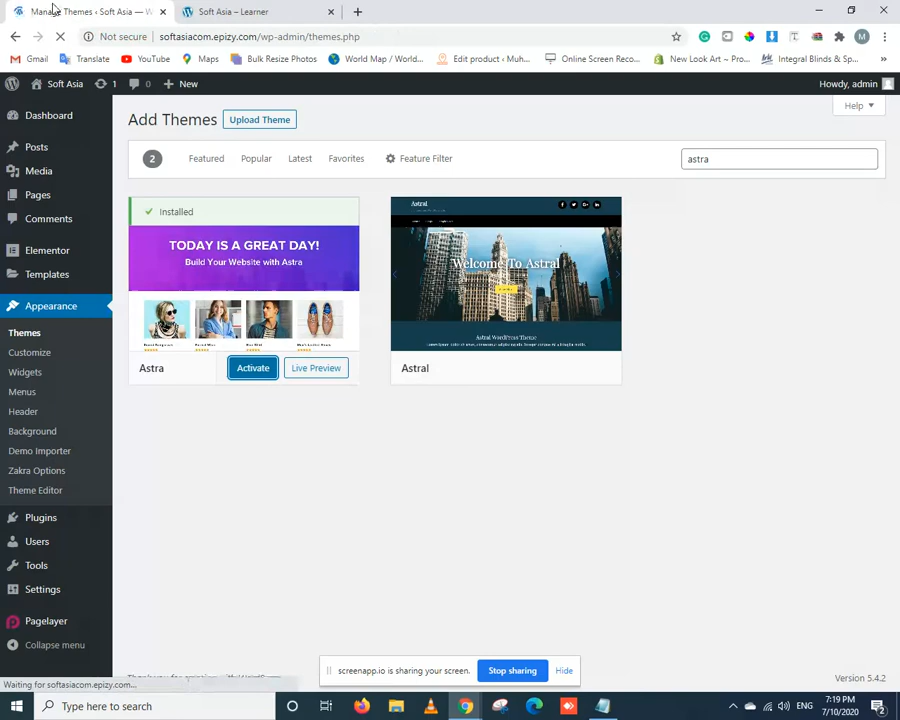 Manage Themes ‹ Soft Asia — W
Soft Asia – Learner
Not secure
softasiacom.epizy.com/wp-admin/themes.php
Gmail
Translate
YouTube
Maps
Bulk Resize Photos
World Map / World...
Edit product ‹ Muh...
Online Screen Reco...
New Look Art ~ Pro...
Integral Blinds & Sp...
»
Soft Asia
1
0
New
Howdy, admin
Dashboard
Posts
Media
Pages
Comments
Elementor
Templates
Appearance
Themes
Customize
Widgets
Menus
Header
Background
Demo Importer
Zakra Options
Theme Editor
Plugins
Users
Tools
Settings
Pagelayer
Collapse menu
Help
Add Themes
Upload Theme
2
Featured
Popular
Latest
Favorites
Feature Filter
astra
Installed
TODAY IS A GREAT DAY!
Build Your Website with Astra
Astra
Activate
Live Preview
Astral
Welcome To Astral
Astral WordPress Theme
Astral
screenapp.io is sharing your screen.
Stop sharing
Hide
Version 5.4.2
Waiting for softasiacom.epizy.com...
Type here to search
7:19 PM
7/10/2020
2